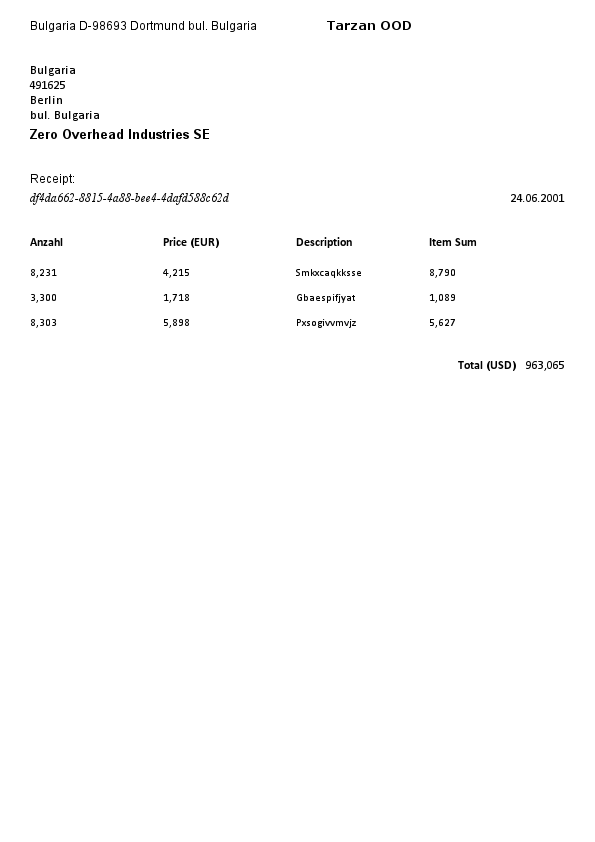 Bulgaria D-98693 Dortmund bul. Bulgaria Tarzan OOD
Bulgaria
491625
Berlin
bul. Bulgaria
Zero Overhead Industries SE
Receipt:
df4da662-8815-4a88-bee4-4dafd588c62d 24.06.2001
Anzahl Price (EUR) Description Item Sum
8,231 4,215 Smkxcaqkksse 8,790
3,300 1,718 Gbaespifjyat 1,089
8,303 5,898 Pxsogivvmvjz 5,627
Total (USD) 963,065